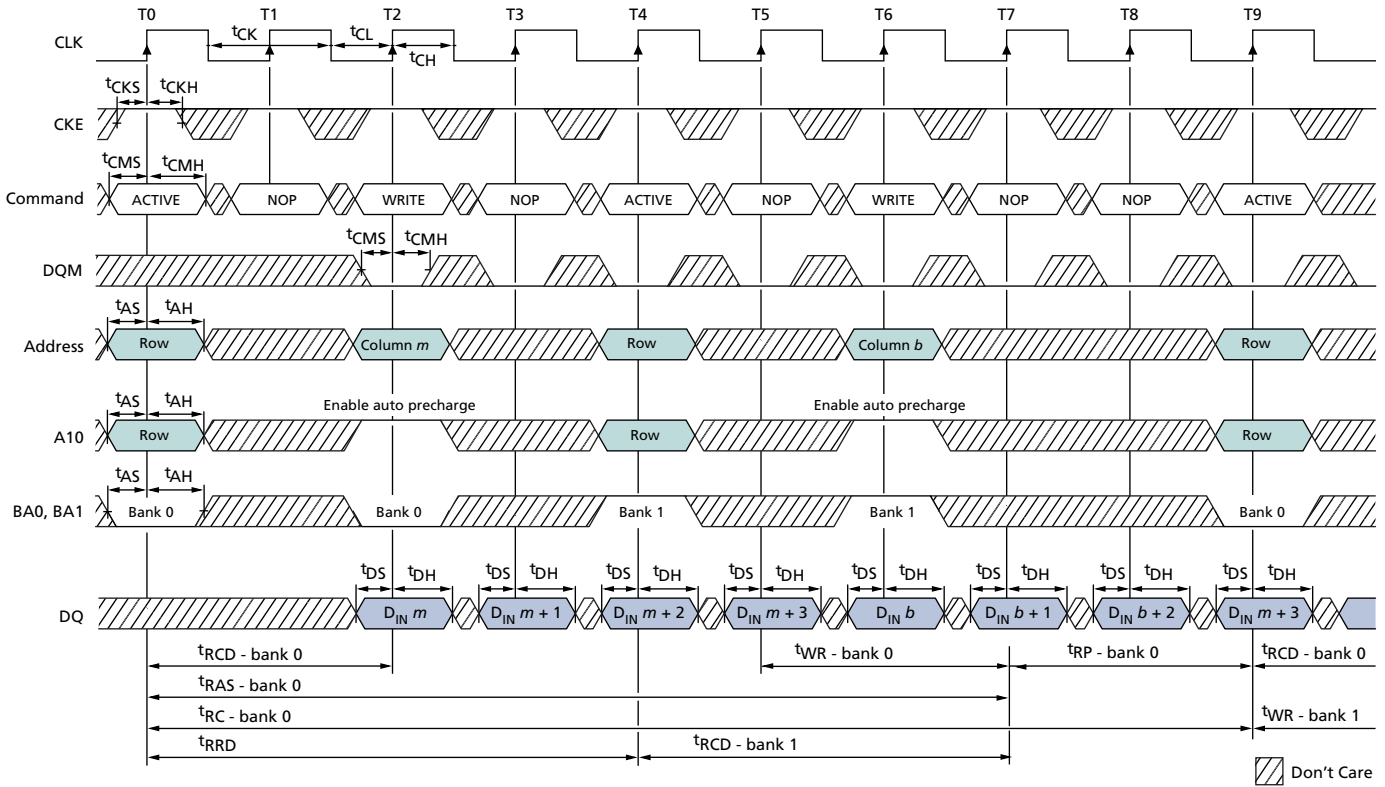 T0 T1 T2 T3 T4 T5 T6 T7 T8 T9
CLK tCK tCL tCH
tCKS tCKH
CKE
tCMS tCMH
Command ACTIVE NOP WRITE NOP ACTIVE NOP WRITE NOP NOP ACTIVE
tCMS tCMH
DQM
tAS tAH
Address Row Column m Row Column b Row
tAS tAH Enable auto precharge Enable auto precharge
A10 Row Row Row
tAS tAH
BA0, BA1 Bank 0 Bank 0 Bank 1 Bank 1 Bank 0
tDS tDH tDS tDH tDS tDH tDS tDH tDS tDH tDS tDH tDS tDH tDS tDH
DQ DIN m DIN m + 1 DIN m + 2 DIN m + 3 DIN b DIN b + 1 DIN b + 2 DIN m + 3
tRCD - bank 0 tWR - bank 0 tRP - bank 0 tRCD - bank 0
tRAS - bank 0
tRC - bank 0 tWR - bank 1
tRRD tRCD - bank 1
Don't Care